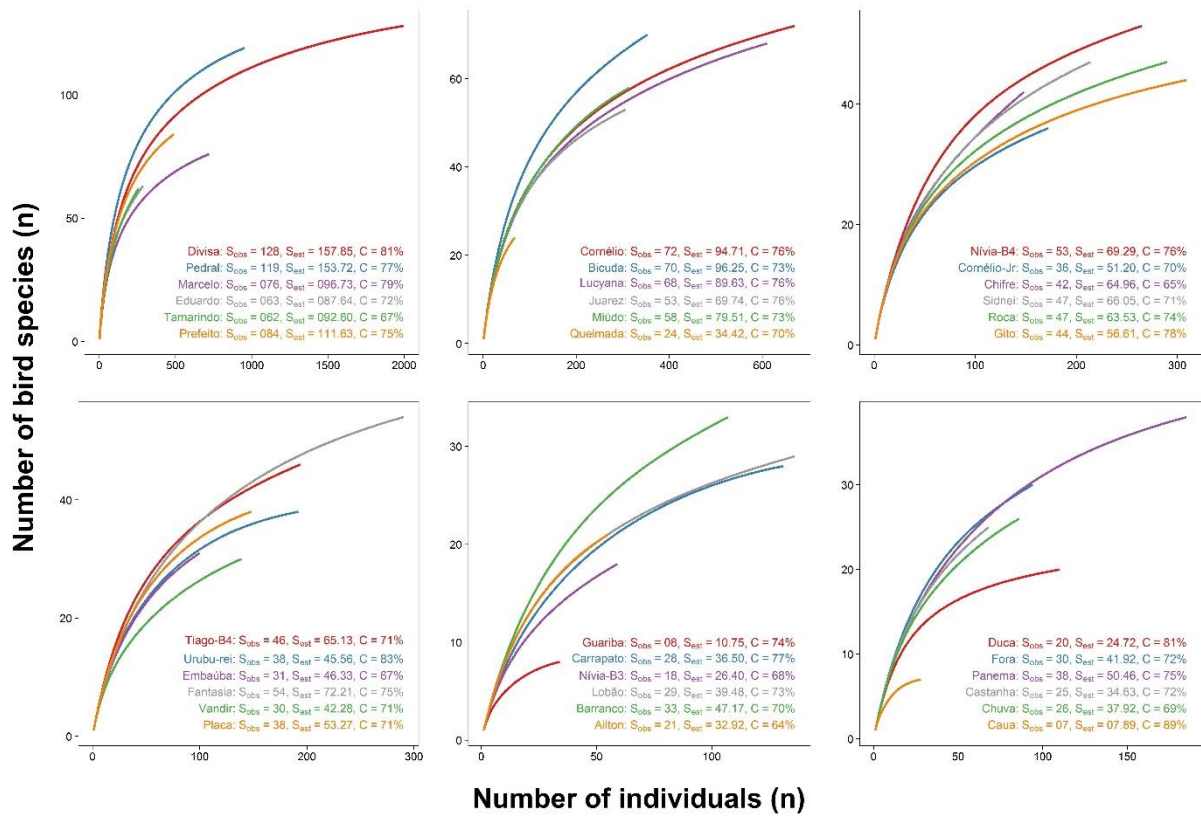 Number of bird species (n)
100
50
0
Divisa: Sobs = 128, Sest = 157.85, C = 81%
Pedral: Sobs = 119, Sest = 153.72, C = 77%
Marcelo: Sobs = 076, Sest = 096.73, C = 79%
Eduardo: Sobs = 063, Sest = 087.64, C = 72%
Tamarindo: Sobs = 062, Sest = 092.60, C = 67%
Prefeito: Sobs = 084, Sest = 111.63, C = 75%
0 500 1000 1500 2000
60
40
20
0
Cornélio: Sobs = 72, Sest = 94.71, C = 76%
Bicuda: Sobs = 70, Sest = 96.25, C = 73%
Lucyana: Sobs = 68, Sest = 89.63, C = 76%
Juarez: Sobs = 53, Sest = 69.74, C = 76%
Miúdo: Sobs = 58, Sest = 79.51, C = 73%
Queimada: Sobs = 24, Sest = 34.42, C = 70%
0 200 400 600
40
20
0
Nívia-B4: Sobs = 53, Sest = 69.29, C = 76%
Cornélio-Jr: Sobs = 36, Sest = 51.20, C = 70%
Chifre: Sobs = 42, Sest = 64.96, C = 65%
Sidnei: Sobs = 47, Sest = 66.05, C = 71%
Roca: Sobs = 47, Sest = 63.53, C = 74%
Gito: Sobs = 44, Sest = 56.61, C = 78%
0 100 200 300
40
20
0
Tiago-B4: Sobs = 46, Sest = 65.13, C = 71%
Urubu-rei: Sobs = 38, Sest = 45.56, C = 83%
Embaúba: Sobs = 31, Sest = 46.33, C = 67%
Fantasia: Sobs = 54, Sest = 72.21, C = 75%
Vandir: Sobs = 30, Sest = 42.28, C = 71%
Placa: Sobs = 38, Sest = 53.27, C = 71%
0 100 200 300
30
20
10
0
Guariba: Sobs = 08, Sest = 10.75, C = 74%
Carrapato: Sobs = 28, Sest = 36.50, C = 77%
Nívia-B3: Sobs = 18, Sest = 26.40, C = 68%
Lobão: Sobs = 29, Sest = 39.48, C = 73%
Barranco: Sobs = 33, Sest = 47.17, C = 70%
Ailton: Sobs = 21, Sest = 32.92, C = 64%
0 50 100
30
20
10
0
Duca: Sobs = 20, Sest = 24.72, C = 81%
Fora: Sobs = 30, Sest = 41.92, C = 72%
Panema: Sobs = 38, Sest = 50.46, C = 75%
Castanha: Sobs = 25, Sest = 34.63, C = 72%
Chuva: Sobs = 26, Sest = 37.92, C = 69%
Caua: Sobs = 07, Sest = 07.89, C = 89%
0 50 100 150
Number of individuals (n)